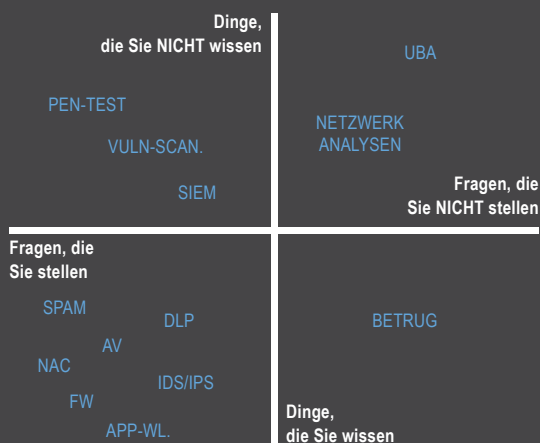 Dinge,
die Sie NICHT wissen
PEN-TEST
VULN-SCAN.
SIEM
UBA
NETZWERK
ANALYSEN
Fragen, die
Sie NICHT stellen
Fragen, die
Sie stellen
SPAM
DLP
AV
NAC
IDS/IPS
FW
APP-WL.
BETRUG
Dinge,
die Sie wissen